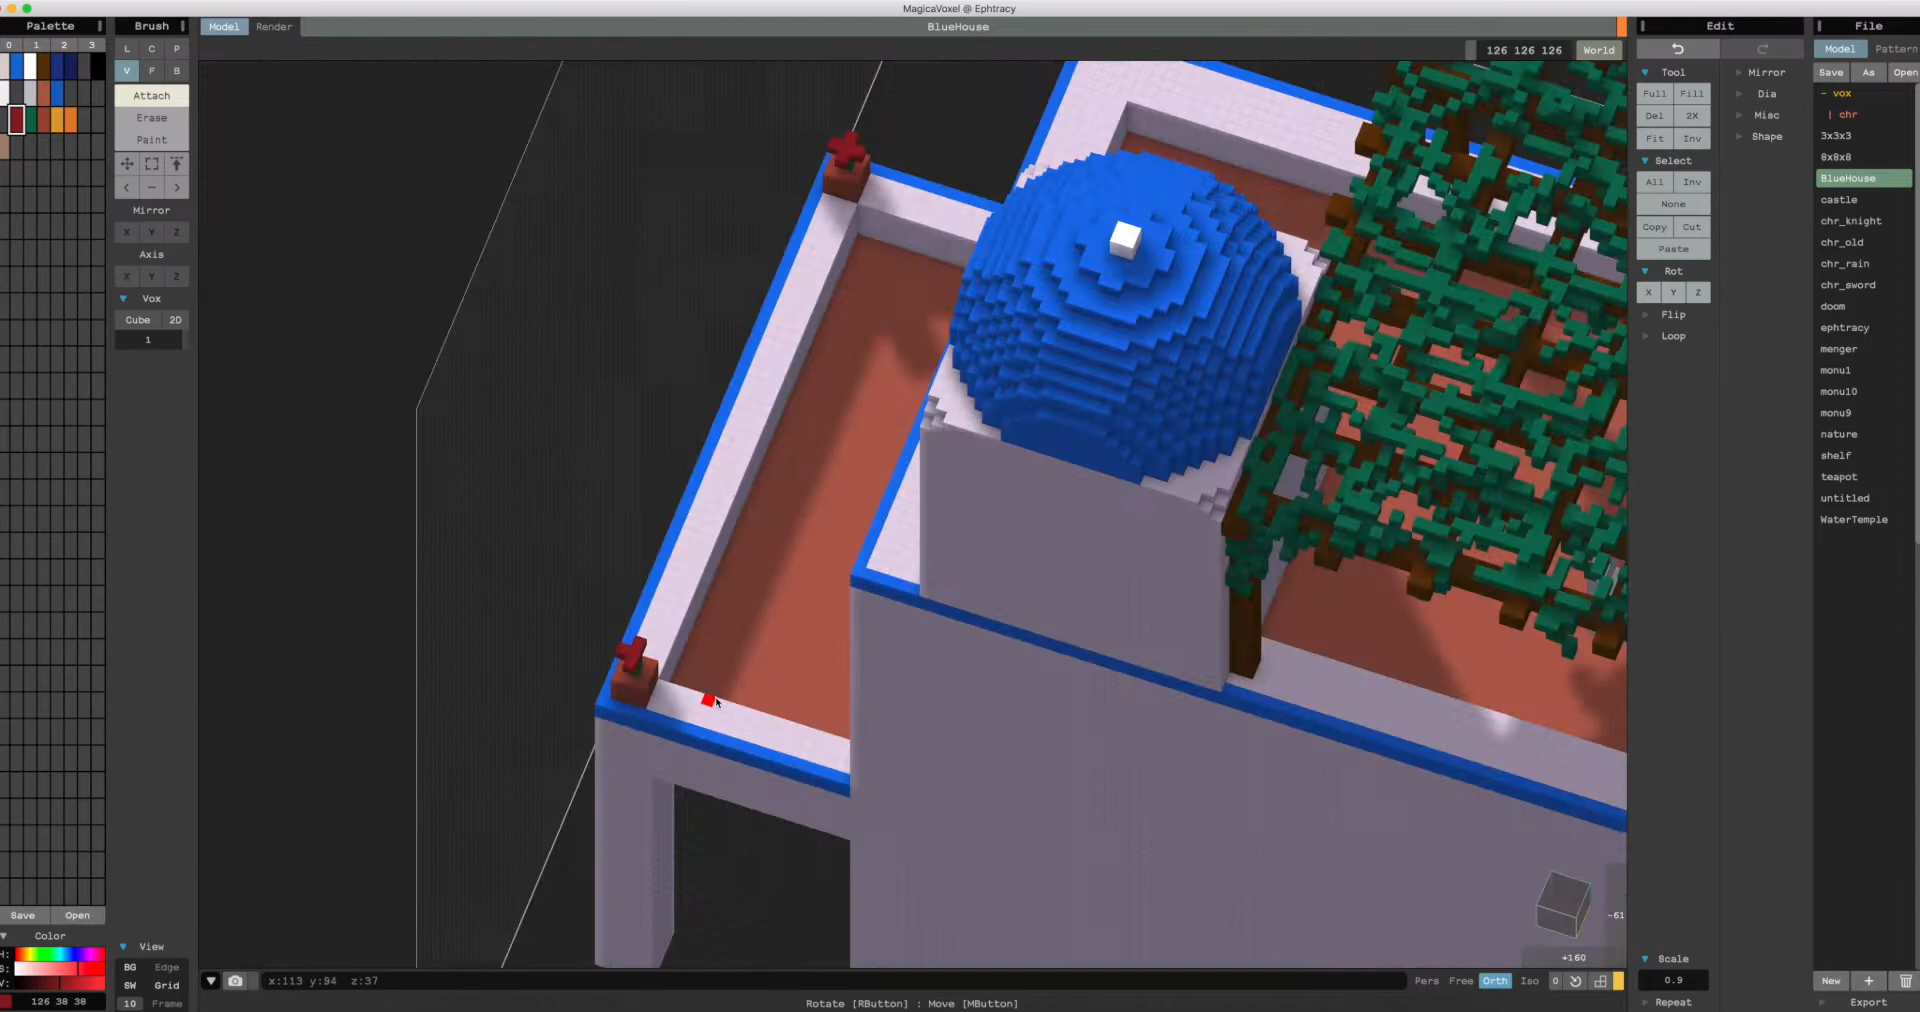 MagicaVoxel @ Ephtracy
Palette
Brush
Model
Render
BlueHouse
Edit
File
0 1 2 3
L C P
V F B
Attach
Erase
Paint
Mirror
X Y Z
Axis
X Y Z
Vox
Cube 2D
1
126 126 126
World
Tool
Full Fill
Del 2X
Fit Inv
Select
All Inv
None
Copy Cut
Paste
Rot
X Y Z
Flip
Loop
Mirror
Dia
Misc
Shape
Model Pattern
Save As Open
- vox
| chr
3x3x3
8x8x8
BlueHouse
castle
chr_knight
chr_old
chr_rain
chr_sword
doom
ephtracy
menger
monu1
monu10
monu9
nature
shelf
teapot
untitled
WaterTemple
Save Open
Color
H:
S:
V:
126 38 38
View
BG Edge
SW Grid
10 Frame
-61
+160
x:113 y:94 z:37
Pers Free Orth Iso 0
Rotate [RButton] : Move [MButton]
Scale
0.9
Repeat
New +
Export